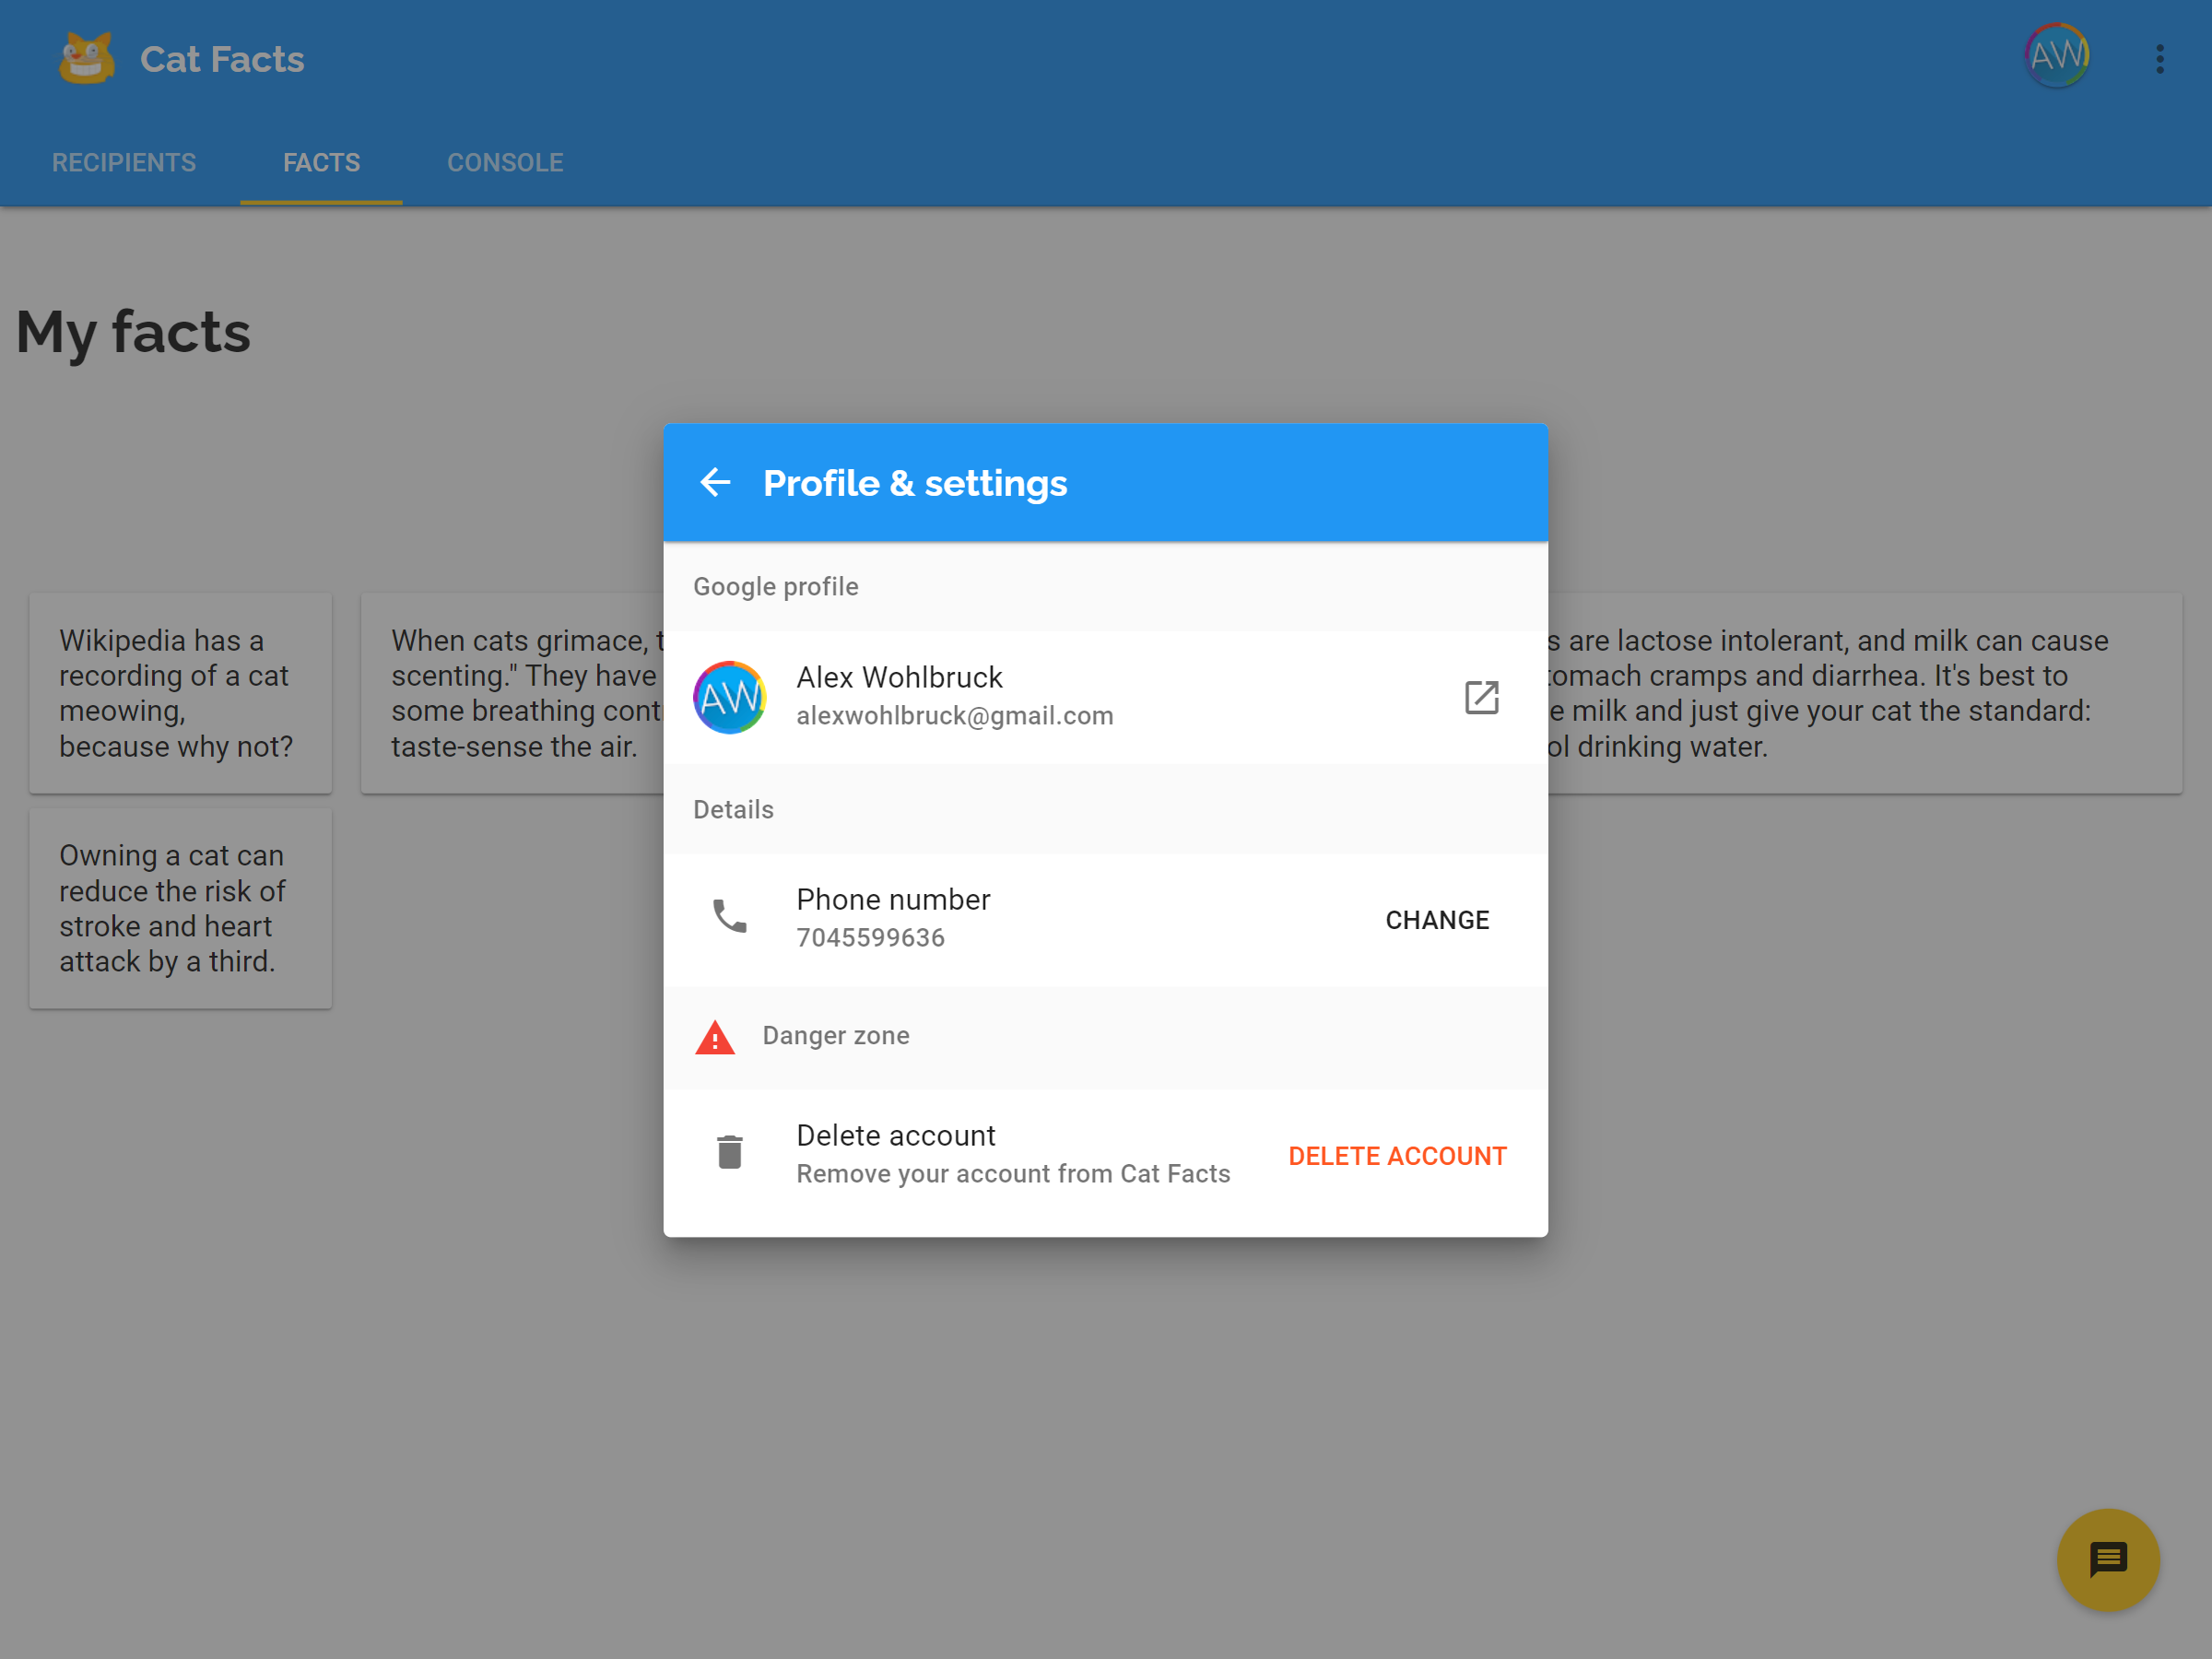 Cat Facts
AW
RECIPIENTS
FACTS
CONSOLE
My facts
Wikipedia has a
recording of a cat
meowing,
because why not?
When cats grimace,
scenting." They have
some breathing
taste-sense the air.
are lactose intolerant, and milk can cause
cramps and diarrhea. It's best to
milk and just give your cat the standard:
drinking water.
Owning a cat can
reduce the risk of
stroke and heart
attack by a third.
Profile & settings
Google profile
AW
Alex Wohlbruck
alexwohlbruck@gmail.com
Details
Phone number
7045599636
CHANGE
Danger zone
Delete account
Remove your account from Cat Facts
DELETE ACCOUNT